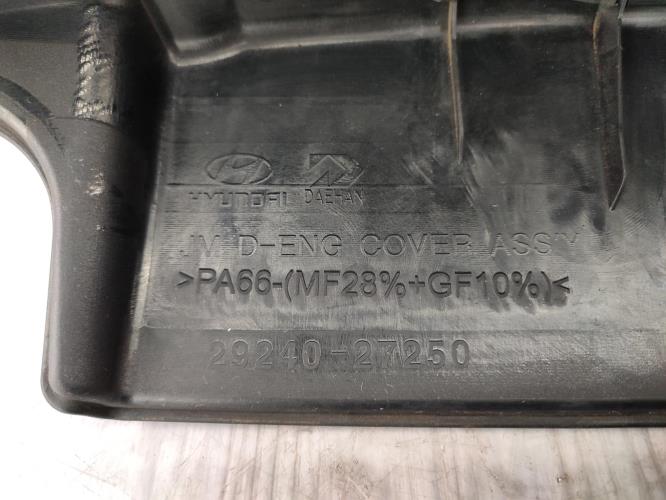 HYUNDAI DAEHAN
JM D-ENG COVER ASS'Y
>PA66-(MF28%+GF10%)<
29240-27250